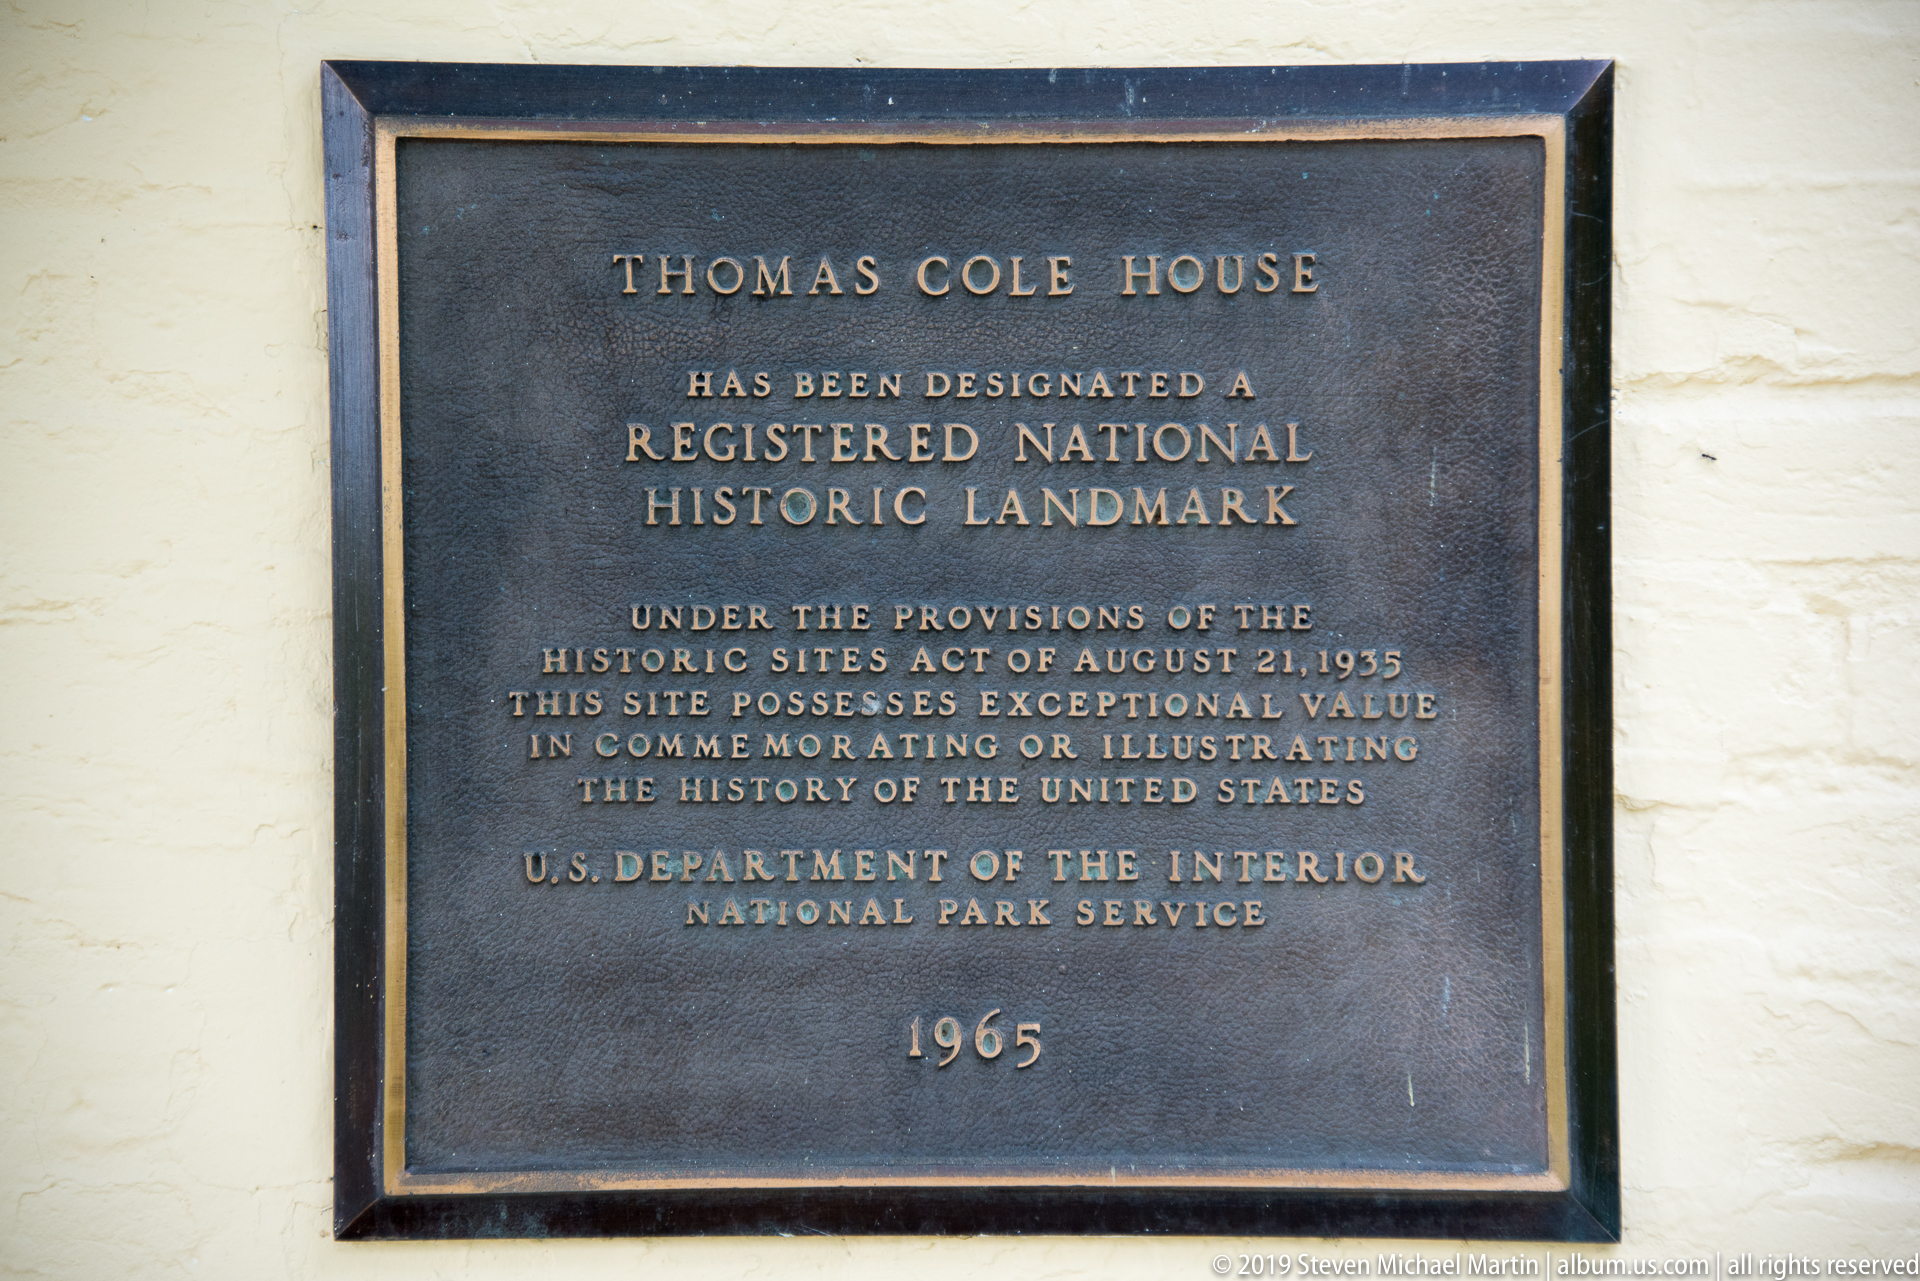 THOMAS COLE HOUSE
HAS BEEN DESIGNATED A
REGISTERED NATIONAL
HISTORIC LANDMARK
UNDER THE PROVISIONS OF THE
HISTORIC SITES ACT OF AUGUST 21, 1935
THIS SITE POSSESSES EXCEPTIONAL VALUE
IN COMMEMORATING OR ILLUSTRATING
THE HISTORY OF THE UNITED STATES
U.S. DEPARTMENT OF THE INTERIOR
NATIONAL PARK SERVICE
1965
© 2019 Steven Michael Martin | album.us.com | all rights reserved